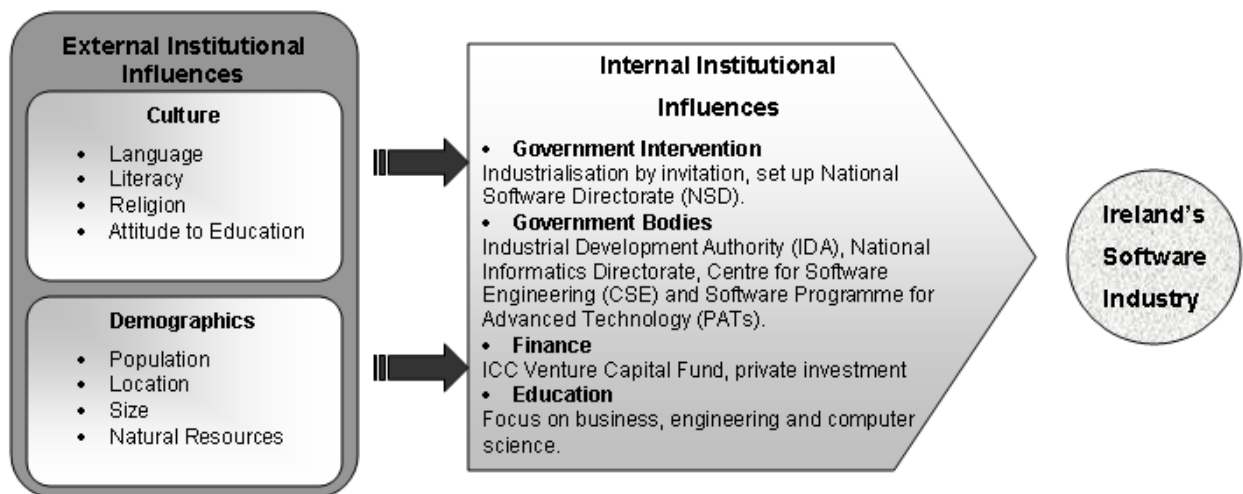 External Institutional
Influences
Culture
• Language
• Literacy
• Religion
• Attitude to Education
Demographics
• Population
• Location
• Size
• Natural Resources
Internal Institutional
Influences
• Government Intervention
Industrialisation by invitation, set up National
Software Directorate (NSD).
• Government Bodies
Industrial Development Authority (IDA), National
Informatics Directorate, Centre for Software
Engineering (CSE) and Software Programme for
Advanced Technology (PATs).
• Finance
ICC Venture Capital Fund, private investment
• Education
Focus on business, engineering and computer
science.
Ireland's
Software
Industry